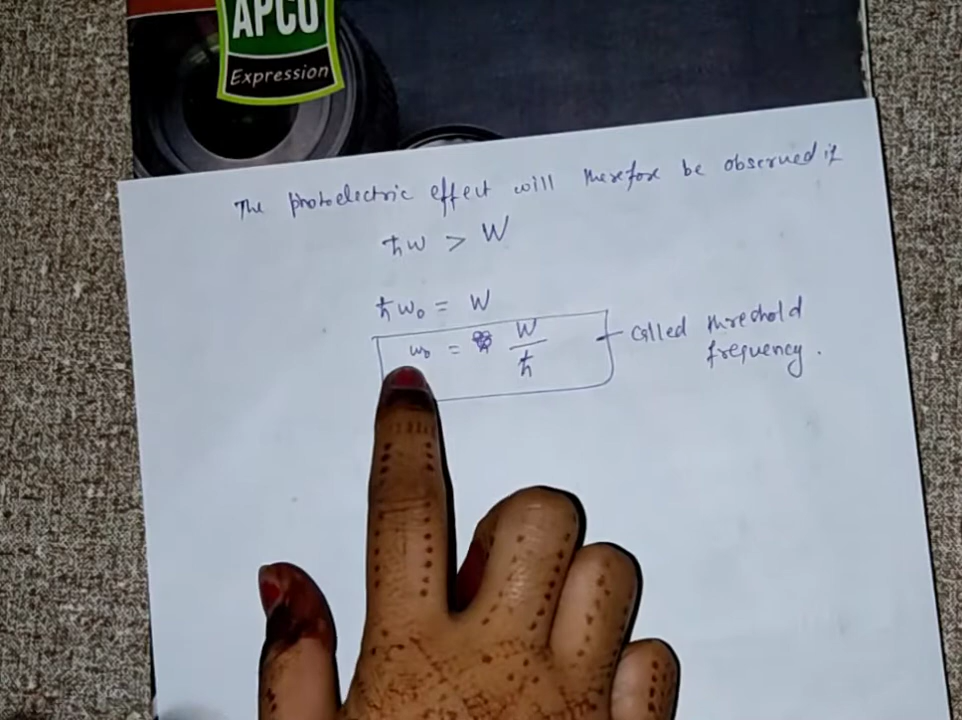 APCO
Expression
The photoelectric effect will therefore be observed if
ħω > W
ħω₀ = W
ω₀ = W/ħ called threshold frequency.